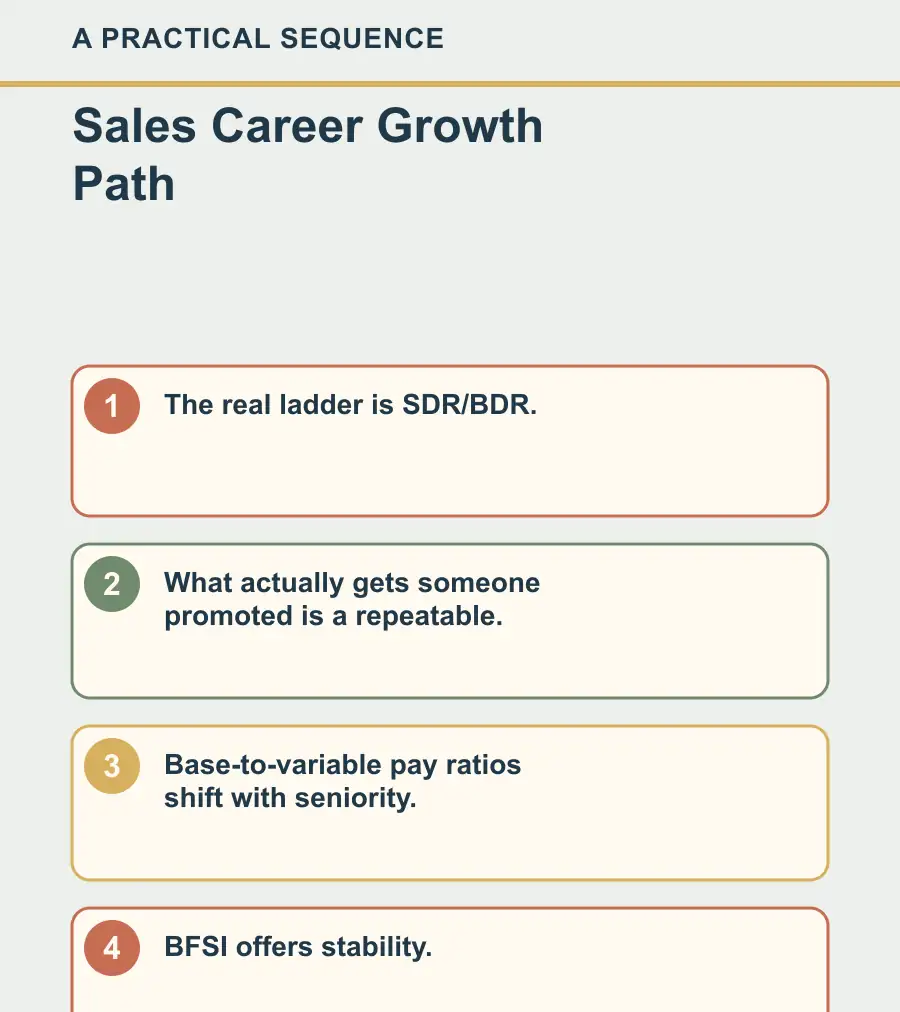 A PRACTICAL SEQUENCE
Sales Career Growth
Path
1
The real ladder is SDR/BDR.
2
What actually gets someone
promoted is a repeatable.
3
Base-to-variable pay ratios
shift with seniority.
4
BFSI offers stability.